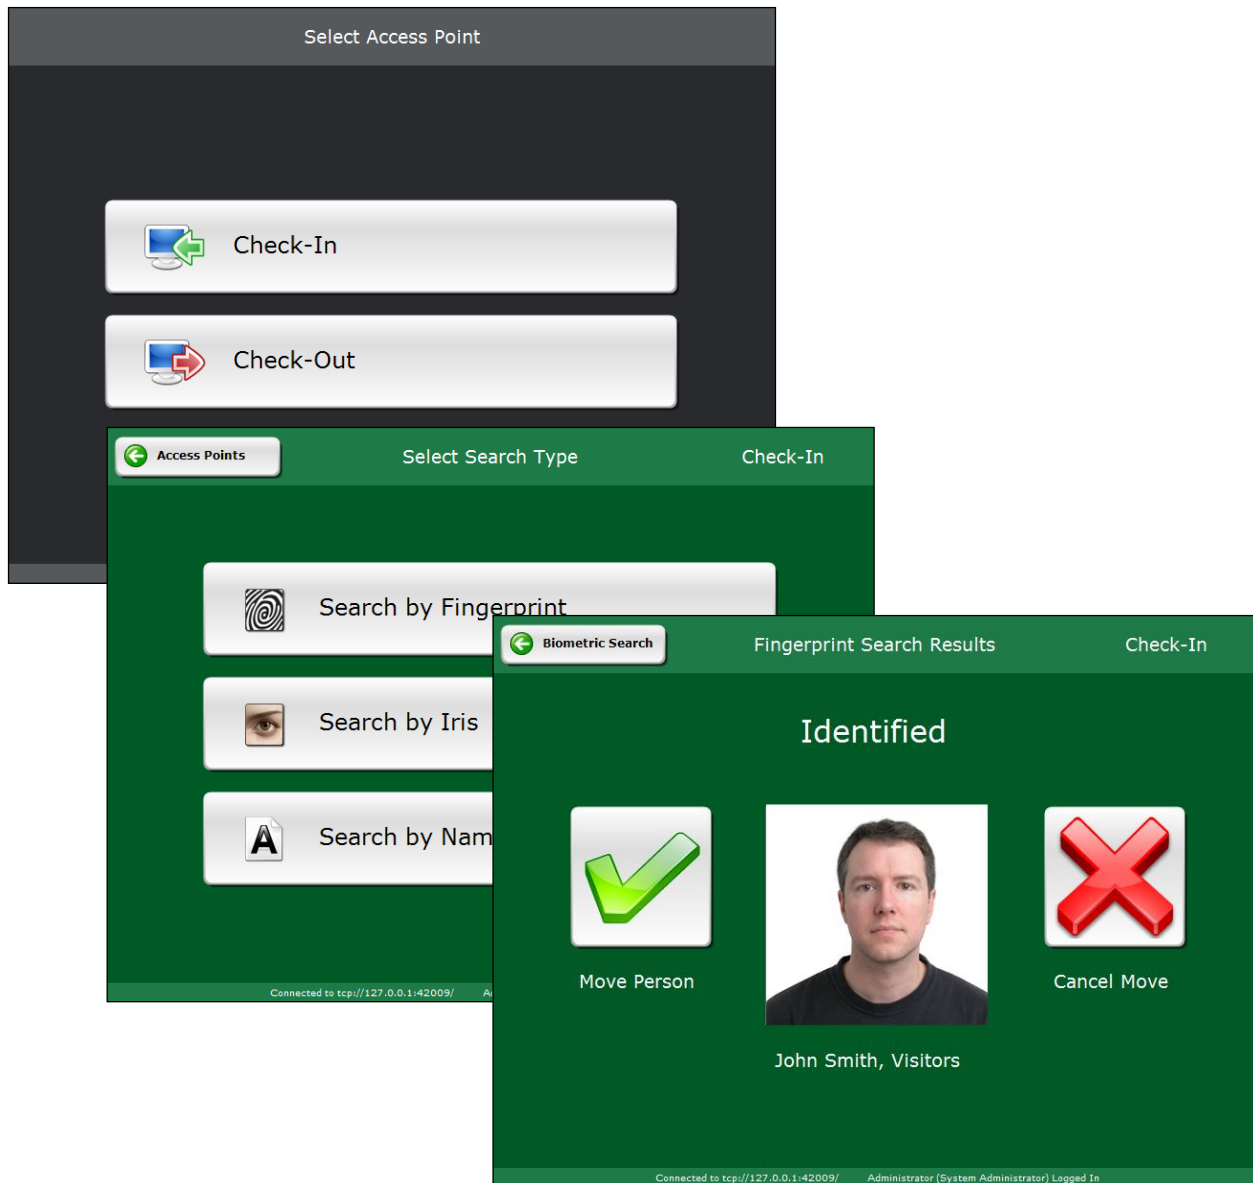 Select Access Point
Check-In
Check-Out
Access Points
Select Search Type
Check-In
Search by Fingerprint
Search by Iris
Search by
A
Connected to tcp://127.0.0.1:42009/
Biometric Search
Fingerprint Search Results
Check-In
Identified
Move Person
Cancel Move
John Smith, Visitors
Connected to tcp://127.0.0.1:42009/ Administrator (System Administrator) Logged In